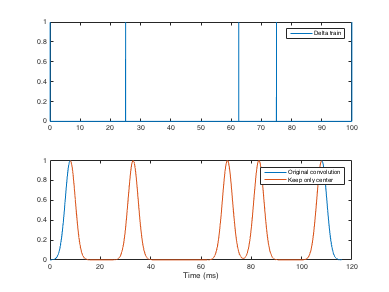 1
0.8
0.6
0.4
0.2
0
0 10 20 30 40 50 60 70 80 90 100
Delta train
1
0.8
0.6
0.4
0.2
0
0 20 40 60 80 100 120
Original convolution
Keep only center
Time (ms)